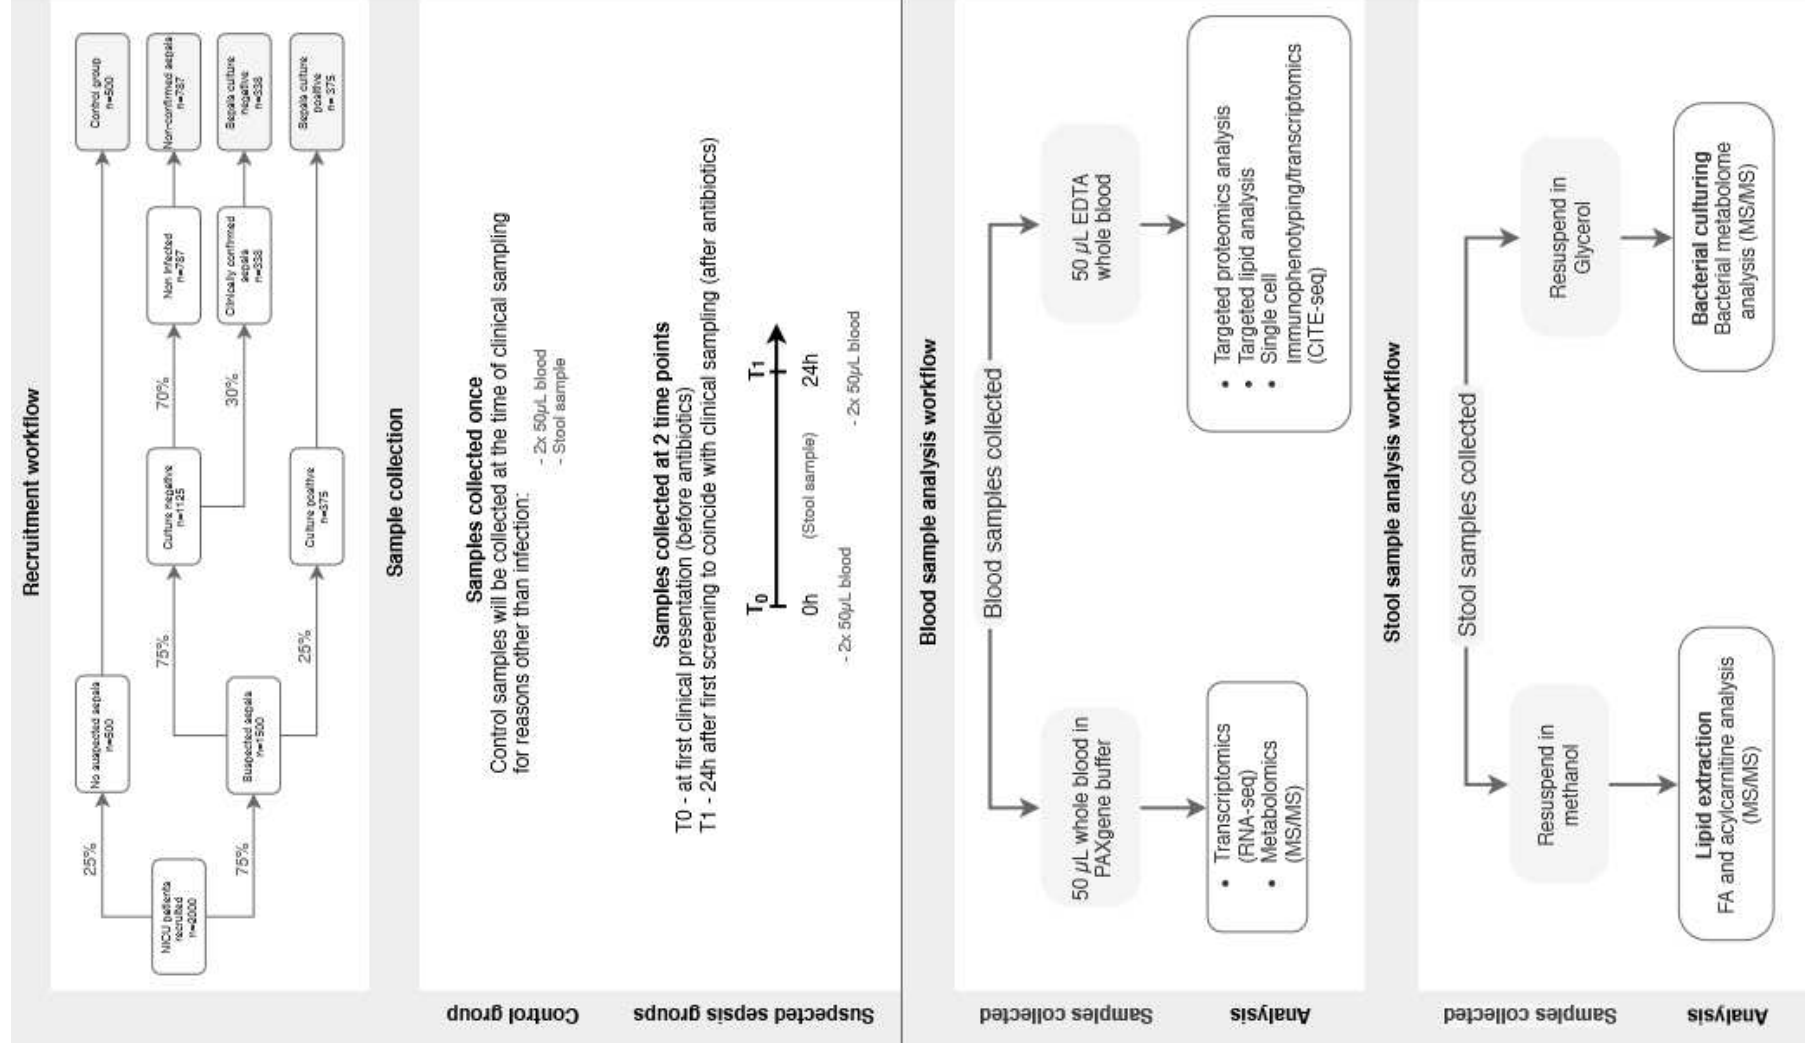 Recruitment workflow
NICU patients
recruited
n=2000
25%
75%
No suspected sepsis
n=500
Suspected sepsis
n=1500
75%
25%
Culture negative
n=1125
Culture positive
n=375
70%
30%
Non infected
n=787
Clinically confirmed
sepsis
n=338
Control group
n=500
Non-confirmed sepsis
n=787
Sepsis culture
negative
n=338
Sepsis culture
positive
n= 375
Sample collection
Control group
Samples collected once
Control samples will be collected at the time of clinical sampling
for reasons other than infection:
- 2x 50µL blood
- Stool sample
Suspected sepsis groups
Samples collected at 2 time points
T0 - at first clinical presentation (before antibiotics)
T1 - 24h after first screening to coincide with clinical sampling (after antibiotics)
T0
T1
0h
(Stool sample)
24h
- 2x 50µL blood
- 2x 50µL blood
Blood sample analysis workflow
Samples collected
Blood samples collected
50 µL whole blood in
PAXgene buffer
50 µL EDTA
whole blood
Analysis
• Transcriptomics
(RNA-seq)
• Metabolomics
(MS/MS)
• Targeted proteomics analysis
• Targeted lipid analysis
• Single cell
Immunophenotyping/transcriptomics
(CITE-seq)
Stool sample analysis workflow
Samples collected
Stool samples collected
Resuspend in
methanol
Resuspend in
Glycerol
Analysis
Lipid extraction
FA and acylcarnitine analysis
(MS/MS)
Bacterial culturing
Bacterial metabolome
analysis (MS/MS)